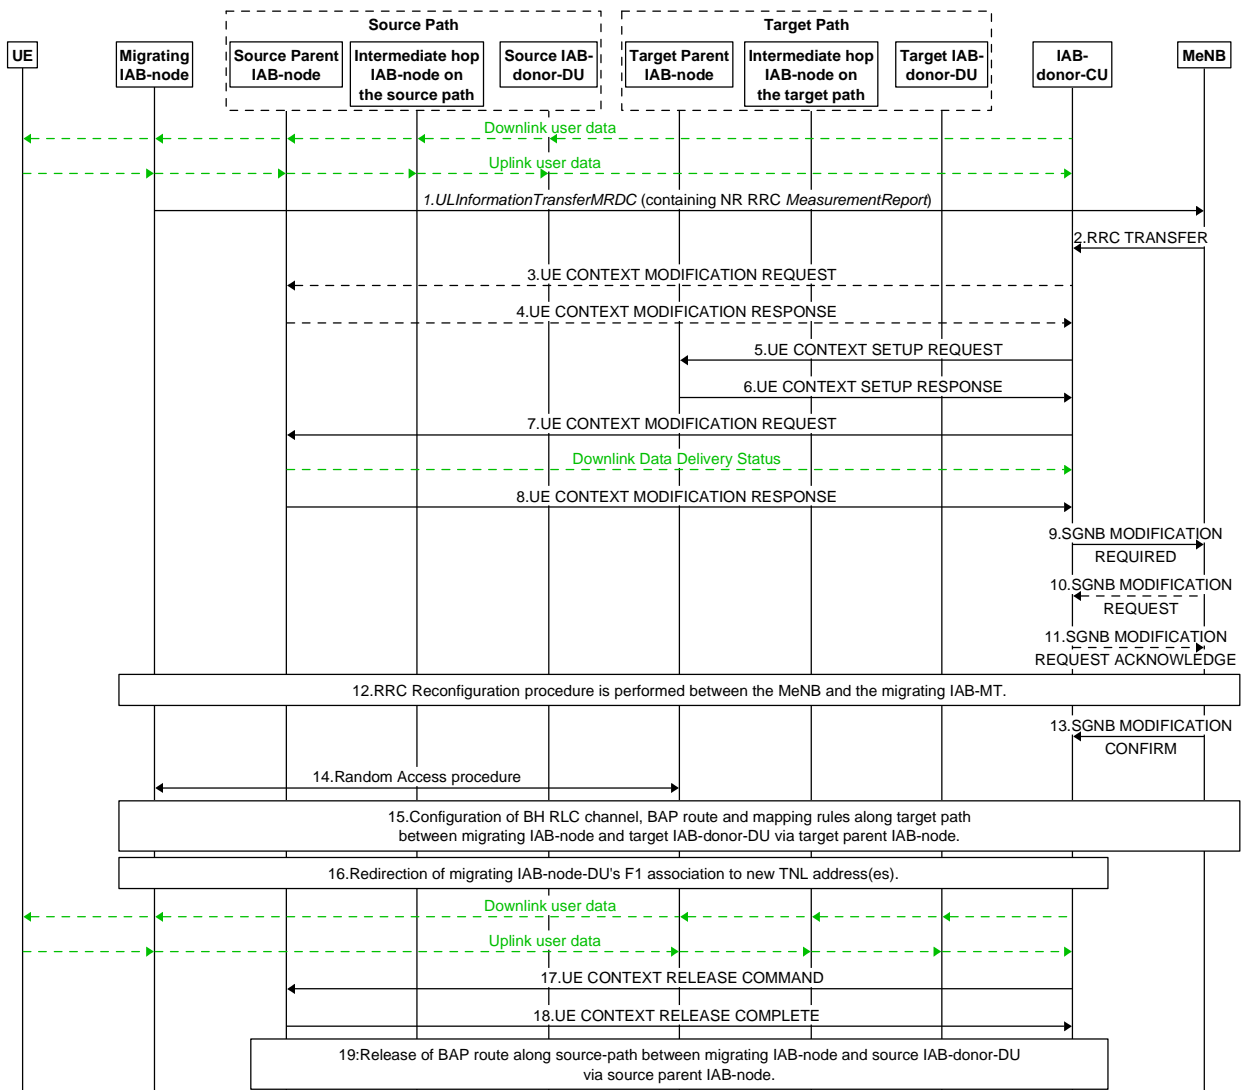 Source Path
Target Path
UE
Migrating
IAB-node
Source Parent
IAB-node
Intermediate hop
IAB-node on
the source path
Source IAB-
donor-DU
Target Parent
IAB-node
Intermediate hop
IAB-node on
the target path
Target IAB-
donor-DU
IAB-
donor-CU
MeNB
Downlink user data
Uplink user data
1.ULInformationTransferMRDC (containing NR RRC MeasurementReport)
2.RRC TRANSFER
3.UE CONTEXT MODIFICATION REQUEST
4.UE CONTEXT MODIFICATION RESPONSE
5.UE CONTEXT SETUP REQUEST
6.UE CONTEXT SETUP RESPONSE
7.UE CONTEXT MODIFICATION REQUEST
Downlink Data Delivery Status
8.UE CONTEXT MODIFICATION RESPONSE
9.SGNB MODIFICATION
REQUIRED
10.SGNB MODIFICATION
REQUEST
11.SGNB MODIFICATION
REQUEST ACKNOWLEDGE
12.RRC Reconfiguration procedure is performed between the MeNB and the migrating IAB-MT.
13.SGNB MODIFICATION
CONFIRM
14.Random Access procedure
15.Configuration of BH RLC channel, BAP route and mapping rules along target path
between migrating IAB-node and target IAB-donor-DU via target parent IAB-node.
16.Redirection of migrating IAB-node-DU's F1 association to new TNL address(es).
Downlink user data
Uplink user data
17.UE CONTEXT RELEASE COMMAND
18.UE CONTEXT RELEASE COMPLETE
19:Release of BAP route along source-path between migrating IAB-node and source IAB-donor-DU
via source parent IAB-node.